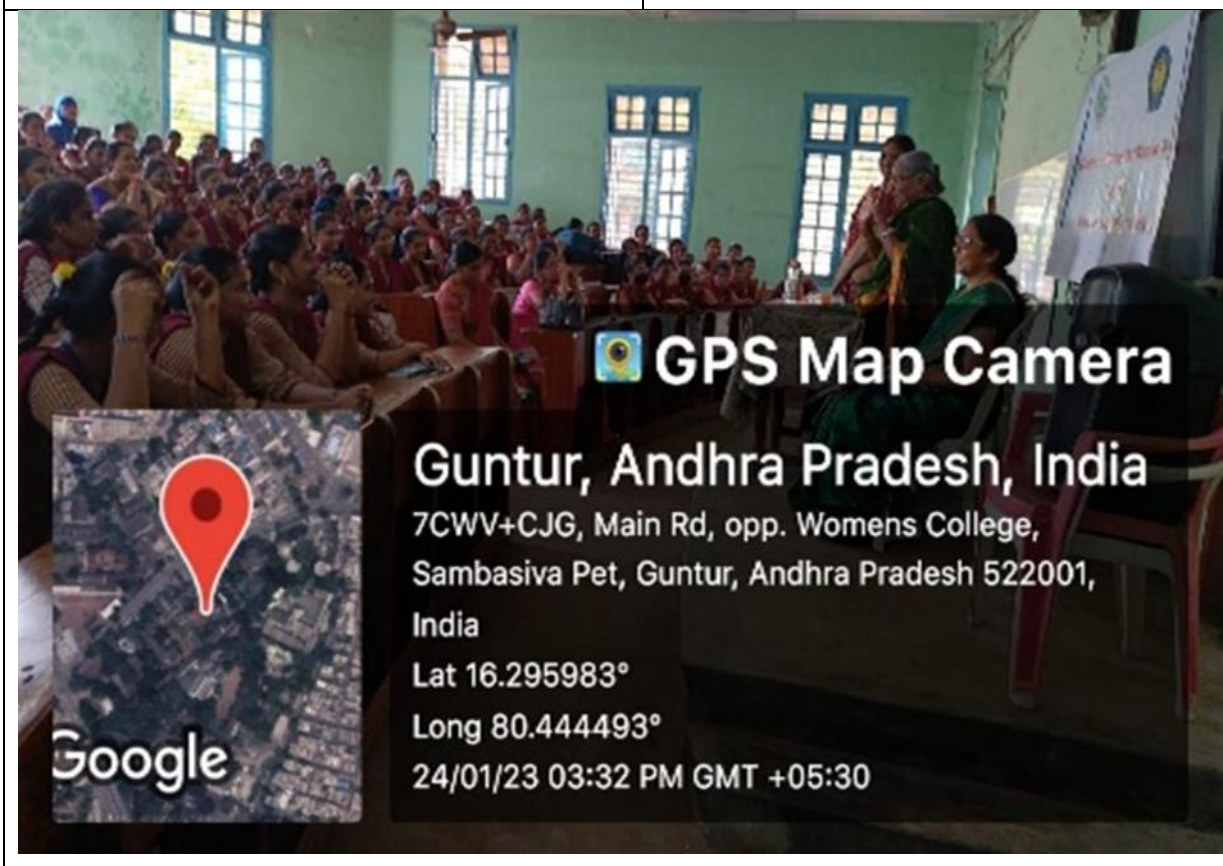 GPS Map Camera
Guntur, Andhra Pradesh, India
7CWV+CJG, Main Rd, opp. Womens College,
Sambasiva Pet, Guntur, Andhra Pradesh 522001,
India
Lat 16.295983°
Long 80.444493°
24/01/23 03:32 PM GMT +05:30
Google